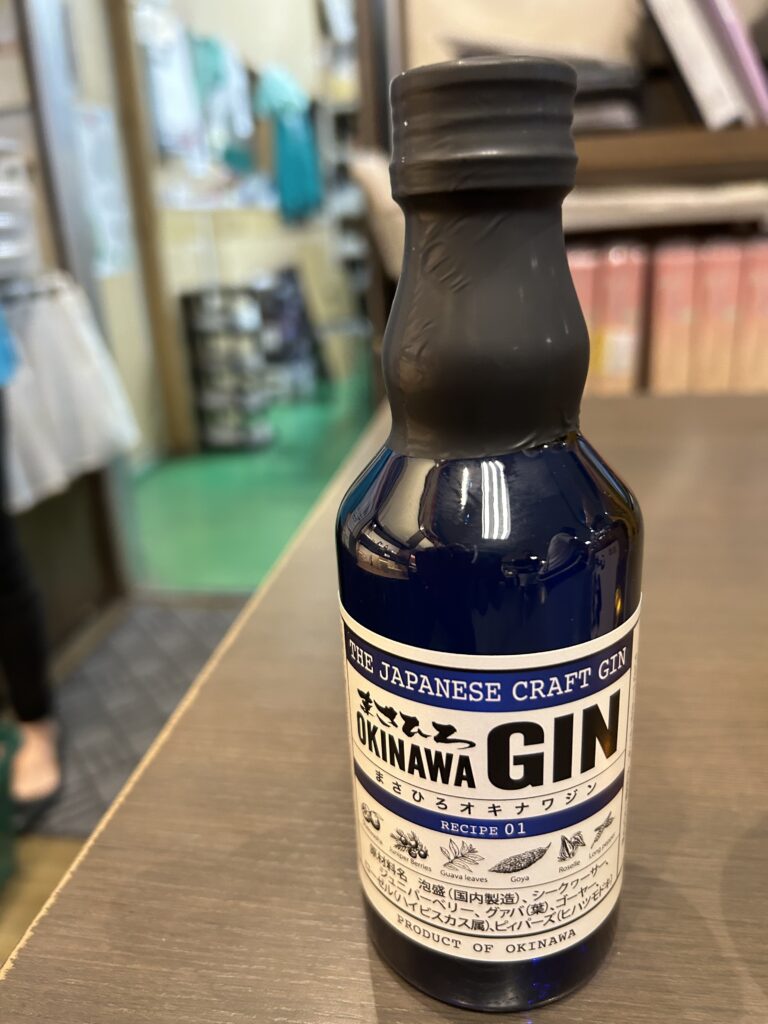 THE JAPANESE CRAFT GIN
まさひろ
OKINAWA GIN
まさひろオキナワジン
RECIPE 01
Juniper Berries Guava leaves Goya Roselle Long pepper
原材料名 泡盛(国内製造)、シークヮーサー、
ジュニパーベリー、グァバ(葉)、ゴーヤー、
ローゼル(ハイビスカス属)、ピィパーズ(ヒハツモドキ)
PRODUCT OF OKINAWA